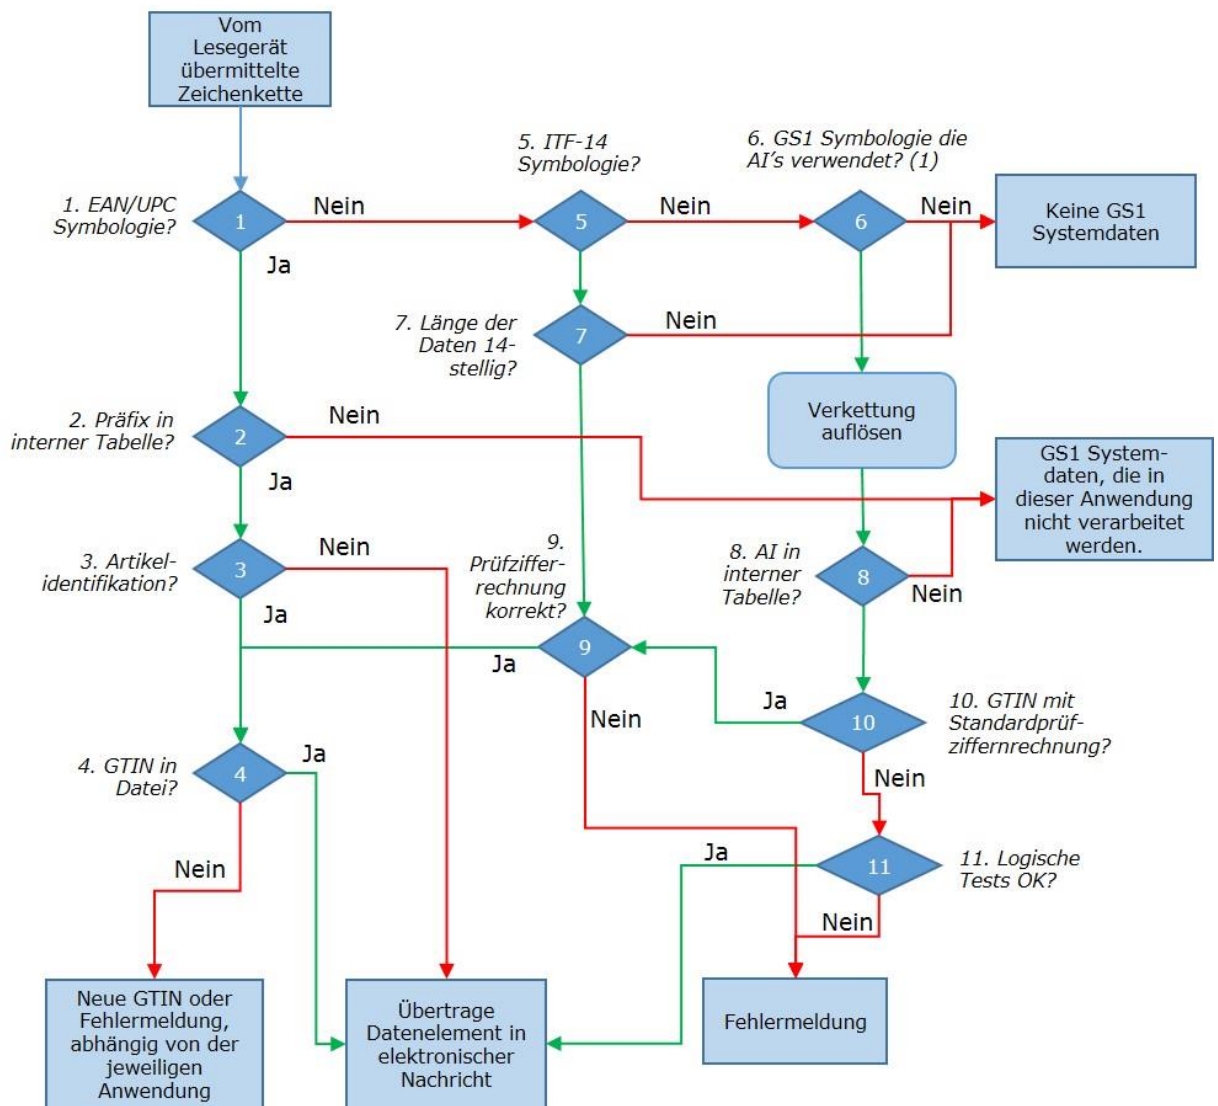 Vom
Lesegerät
übermittelte
Zeichenkette
5. ITF-14
Symbologie?
6. GS1 Symbologie die
AI's verwendet? (1)
1. EAN/UPC
Symbologie?
1
Nein
5
Nein
6
Nein
Keine GS1
Systemdaten
Ja
7. Länge der
Daten 14-
stellig?
7
Nein
Verkettung
auflösen
2. Präfix in
interner Tabelle?
2
Nein
GS1 System-
daten, die in
dieser Anwendung
nicht verarbeitet
werden.
Ja
3. Artikel-
identifikation?
3
Nein
9.
Prüfziffer-
rechnung
korrekt?
8. AI in
interner
Tabelle?
8
Nein
Ja
9
Ja
Nein
Ja
10
10. GTIN mit
Standardprüf-
ziffernrechnung?
4. GTIN in
Datei?
4
Ja
Nein
Nein
Ja
11
11. Logische
Tests OK?
Nein
Neue GTIN oder
Fehlermeldung,
abhängig von der
jeweiligen
Anwendung
Übertrage
Datenelement in
elektronischer
Nachricht
Fehlermeldung